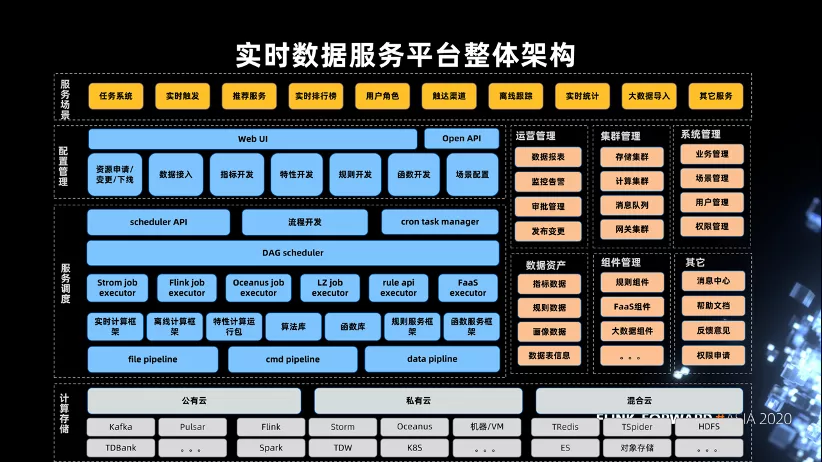 实时数据服务平台整体架构
服务场景
任务系统
实时触发
推荐服务
实时排行榜
用户角色
触达渠道
离线跟踪
实时统计
大数据导入
其它服务
配置管理
Web UI
Open API
资源申请/
变更/下线
数据接入
指标开发
特性开发
规则开发
函数开发
场景配置
服务调度
scheduler API
流程开发
cron task manager
DAG scheduler
Strom job
executor
Flink job
executor
Oceanus job
executor
LZ job
executor
rule api
executor
FaaS
executor
实时计算框
架
离线计算框
架
特性计算运
行包
算法库
函数库
规则服务框
架
函数服务框
架
file pipeline
cmd pipeline
data pipline
运营管理
数据报表
监控告警
审批管理
发布变更
集群管理
存储集群
计算集群
消息队列
网关集群
系统管理
业务管理
场景管理
用户管理
权限管理
数据资产
指标数据
规则数据
画像数据
数据表信息
组件管理
规则组件
FaaS组件
大数据组件
。。。
其它
消息中心
帮助文档
反馈意见
权限申请
计算存储
公有云
私有云
混合云
FLINK FORWARD #ASIA 2020
Kafka
Pulsar
Flink
Storm
Oceanus
机器/VM
TRedis
TSpider
HDFS
TDBank
。。。
Spark
TDW
K8S
。。。
ES
对象存储
。。。